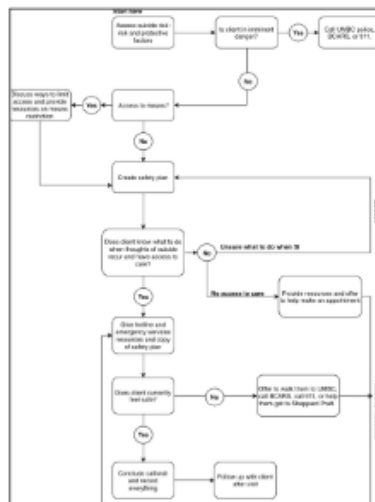 Start here
Assess suicide risk-
risk and protective
factors
Is client in imminent
danger?
Yes
Call UMBC police,
BCARS, or 911.
No
Discuss ways to limit
access and provide
resources on means
restriction
Yes
Access to means?
No
Create safety plan
Does client know what to do
when thoughts of suicide
recur and have access to
care?
No
Unsure what to do when SI
Yes
No access to care
Provide resources and offer
to help make an appointment
Give hotline and
emergency services
resources and copy
of safety plan
Does client currently
feel safe?
No
Offer to walk them to UMBC,
call BCARS, call 911, or help
them get to Sheppard Pratt
Yes
Conclude call/visit
and record
everything
Follow up with client
after visit